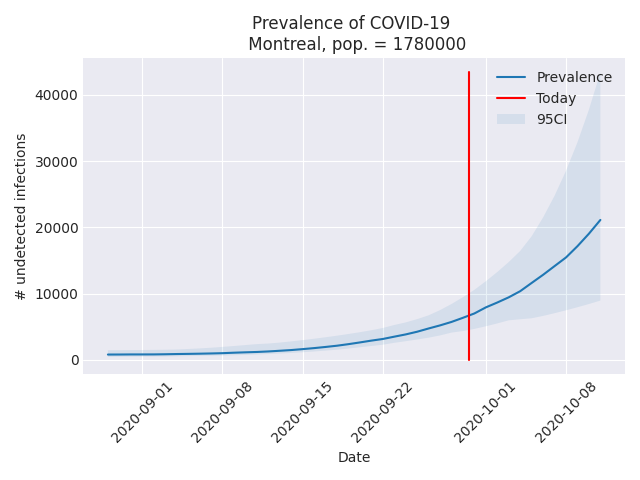 Prevalence of COVID-19
Montreal, pop. = 1780000
Prevalence
Today
95CI
# undetected infections
40000
30000
20000
10000
0
2020-09-01
2020-09-08
2020-09-15
2020-09-22
2020-10-01
2020-10-08
Date